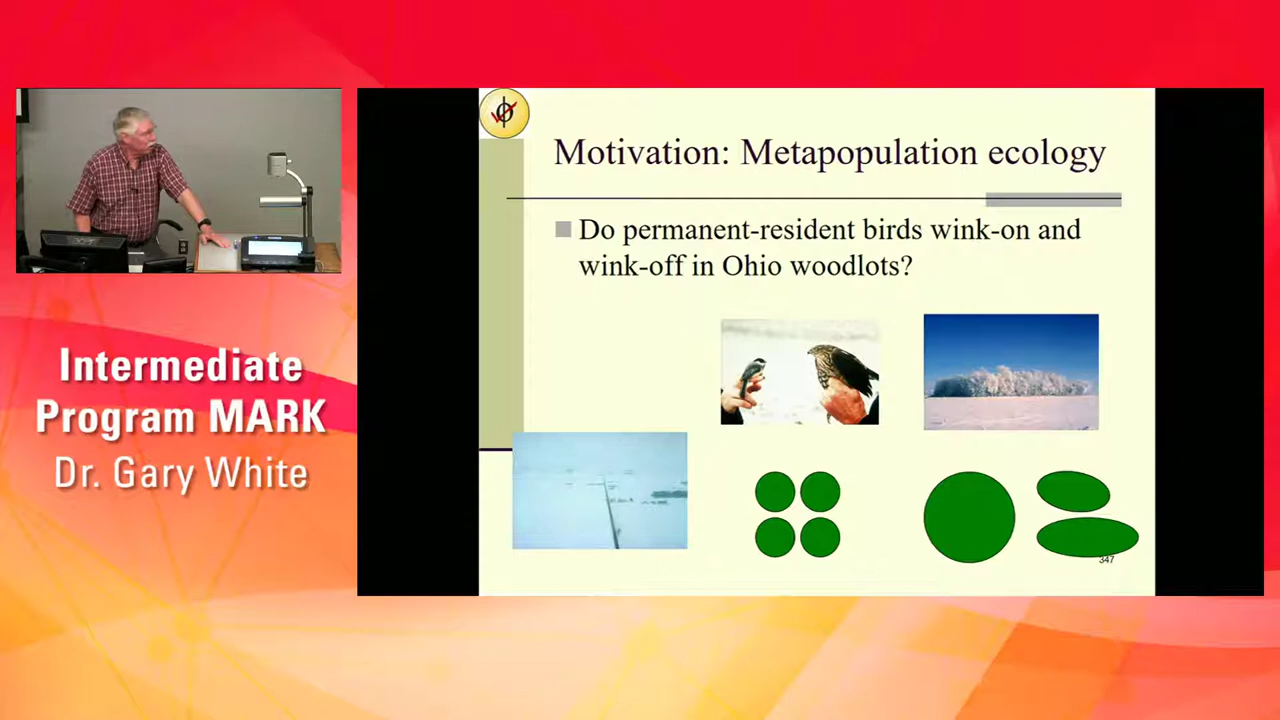 Motivation: Metapopulation ecology
Do permanent-resident birds wink-on and
wink-off in Ohio woodlots?
347
Intermediate
Program MARK
Dr. Gary White